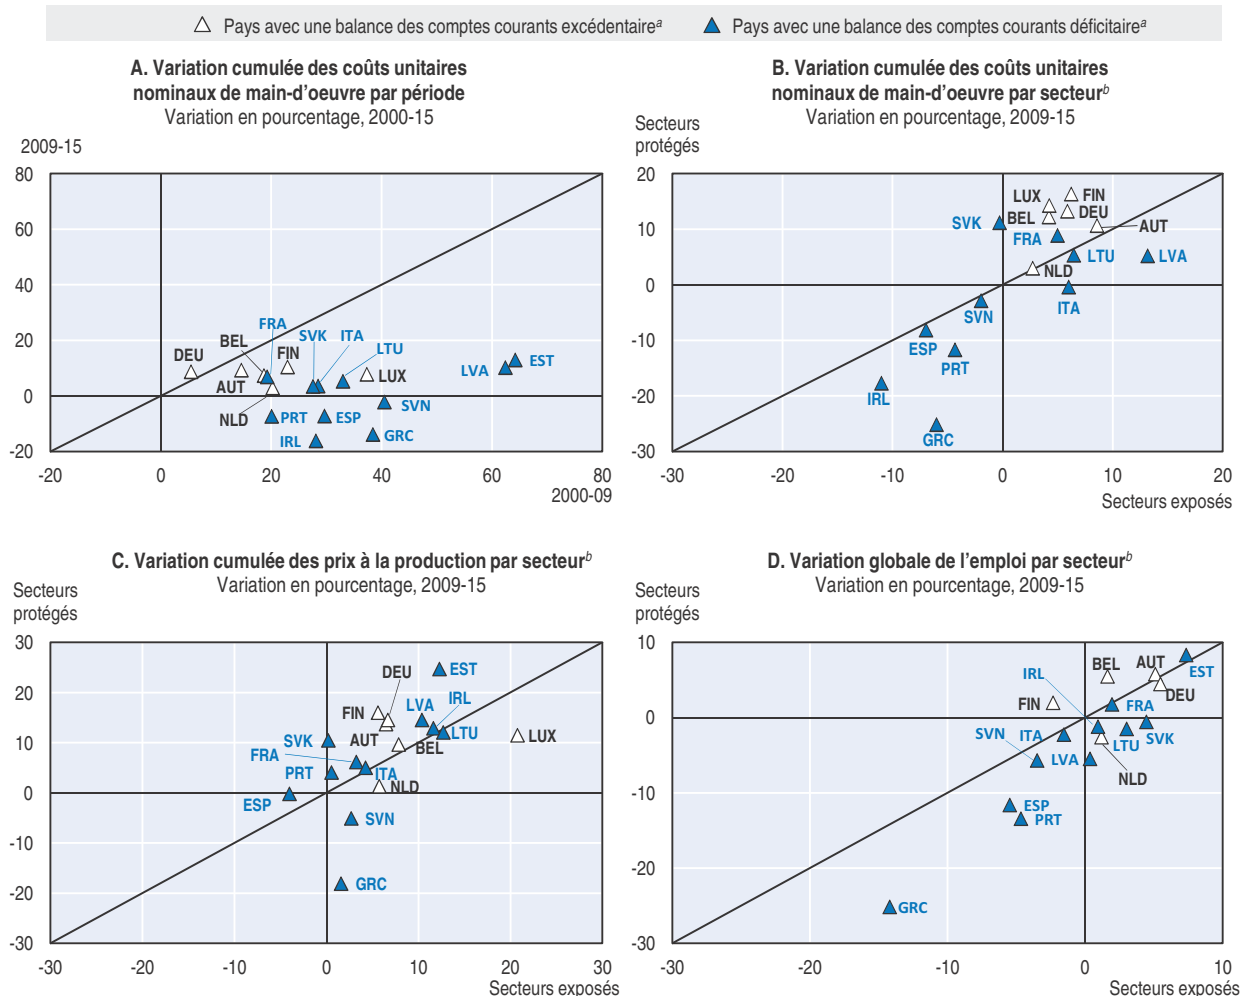 Pays avec une balance des comptes courants excédentaire^a
Pays avec une balance des comptes courants déficitaire^a
A. Variation cumulée des coûts unitaires
nominaux de main-d'oeuvre par période
Variation en pourcentage, 2000-15
2009-15
80
60
40
20
0
-20
-20
0
20
40
60
80
2000-09
DEU
BEL
FRA
FIN
SVK
ITA
LTU
LUX
LVA
EST
AUT
NLD
PRT
ESP
SVN
IRL
GRC
B. Variation cumulée des coûts unitaires
nominaux de main-d'oeuvre par secteur^b
Variation en pourcentage, 2009-15
Secteurs
protégés
20
10
0
-10
-20
-30
-30
-20
-10
0
10
20
Secteurs exposés
LUX
FIN
SVK
BEL
DEU
AUT
FRA
LTU
LVA
NLD
ITA
SVN
ESP
PRT
IRL
GRC
C. Variation cumulée des prix à la production par secteur^b
Variation en pourcentage, 2009-15
Secteurs
protégés
30
20
10
0
-10
-20
-30
-30
-20
-10
0
10
20
30
Secteurs exposés
DEU
EST
FIN
LVA
IRL
SVK
AUT
BEL
LTU
LUX
FRA
PRT
ITA
NLD
ESP
SVN
GRC
D. Variation globale de l'emploi par secteur^b
Variation en pourcentage, 2009-15
Secteurs
protégés
10
0
-10
-20
-30
-30
-20
-10
0
10
Secteurs exposés
IRL
BEL
AUT
EST
FIN
DEU
FRA
SVN
ITA
LVA
LTU
SVK
NLD
ESP
PRT
GRC